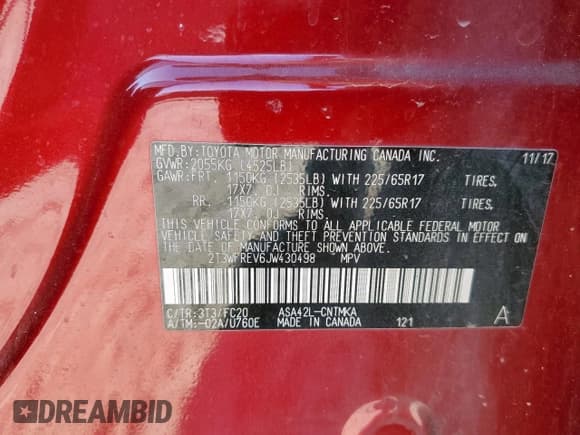 MFD.BY:TOYOTA MOTOR MANUFACTURING CANADA INC. 11/17
GVWR:2055KG (4525LB)
GAWR:FRT. 1150KG (2535LB) WITH 225/65R17 TIRES,
17X7.0J RIMS,
RR. 1150KG (2535LB) WITH 225/65R17 TIRES,
17X7.0J RIMS,
THIS VEHICLE CONFORMS TO ALL APPLICABLE FEDERAL MOTOR
VEHICLE SAFETY AND THEFT PREVENTION STANDARDS IN EFFECT
ON THE DATE OF MANUFACTURE SHOWN ABOVE.
2T3WFREV6JW430498 MPV
C/TR:3T3/FC20 ASA42L-CNTMKA
A/TM:-02A/U760E MADE IN CANADA 121 A
DREAMBID